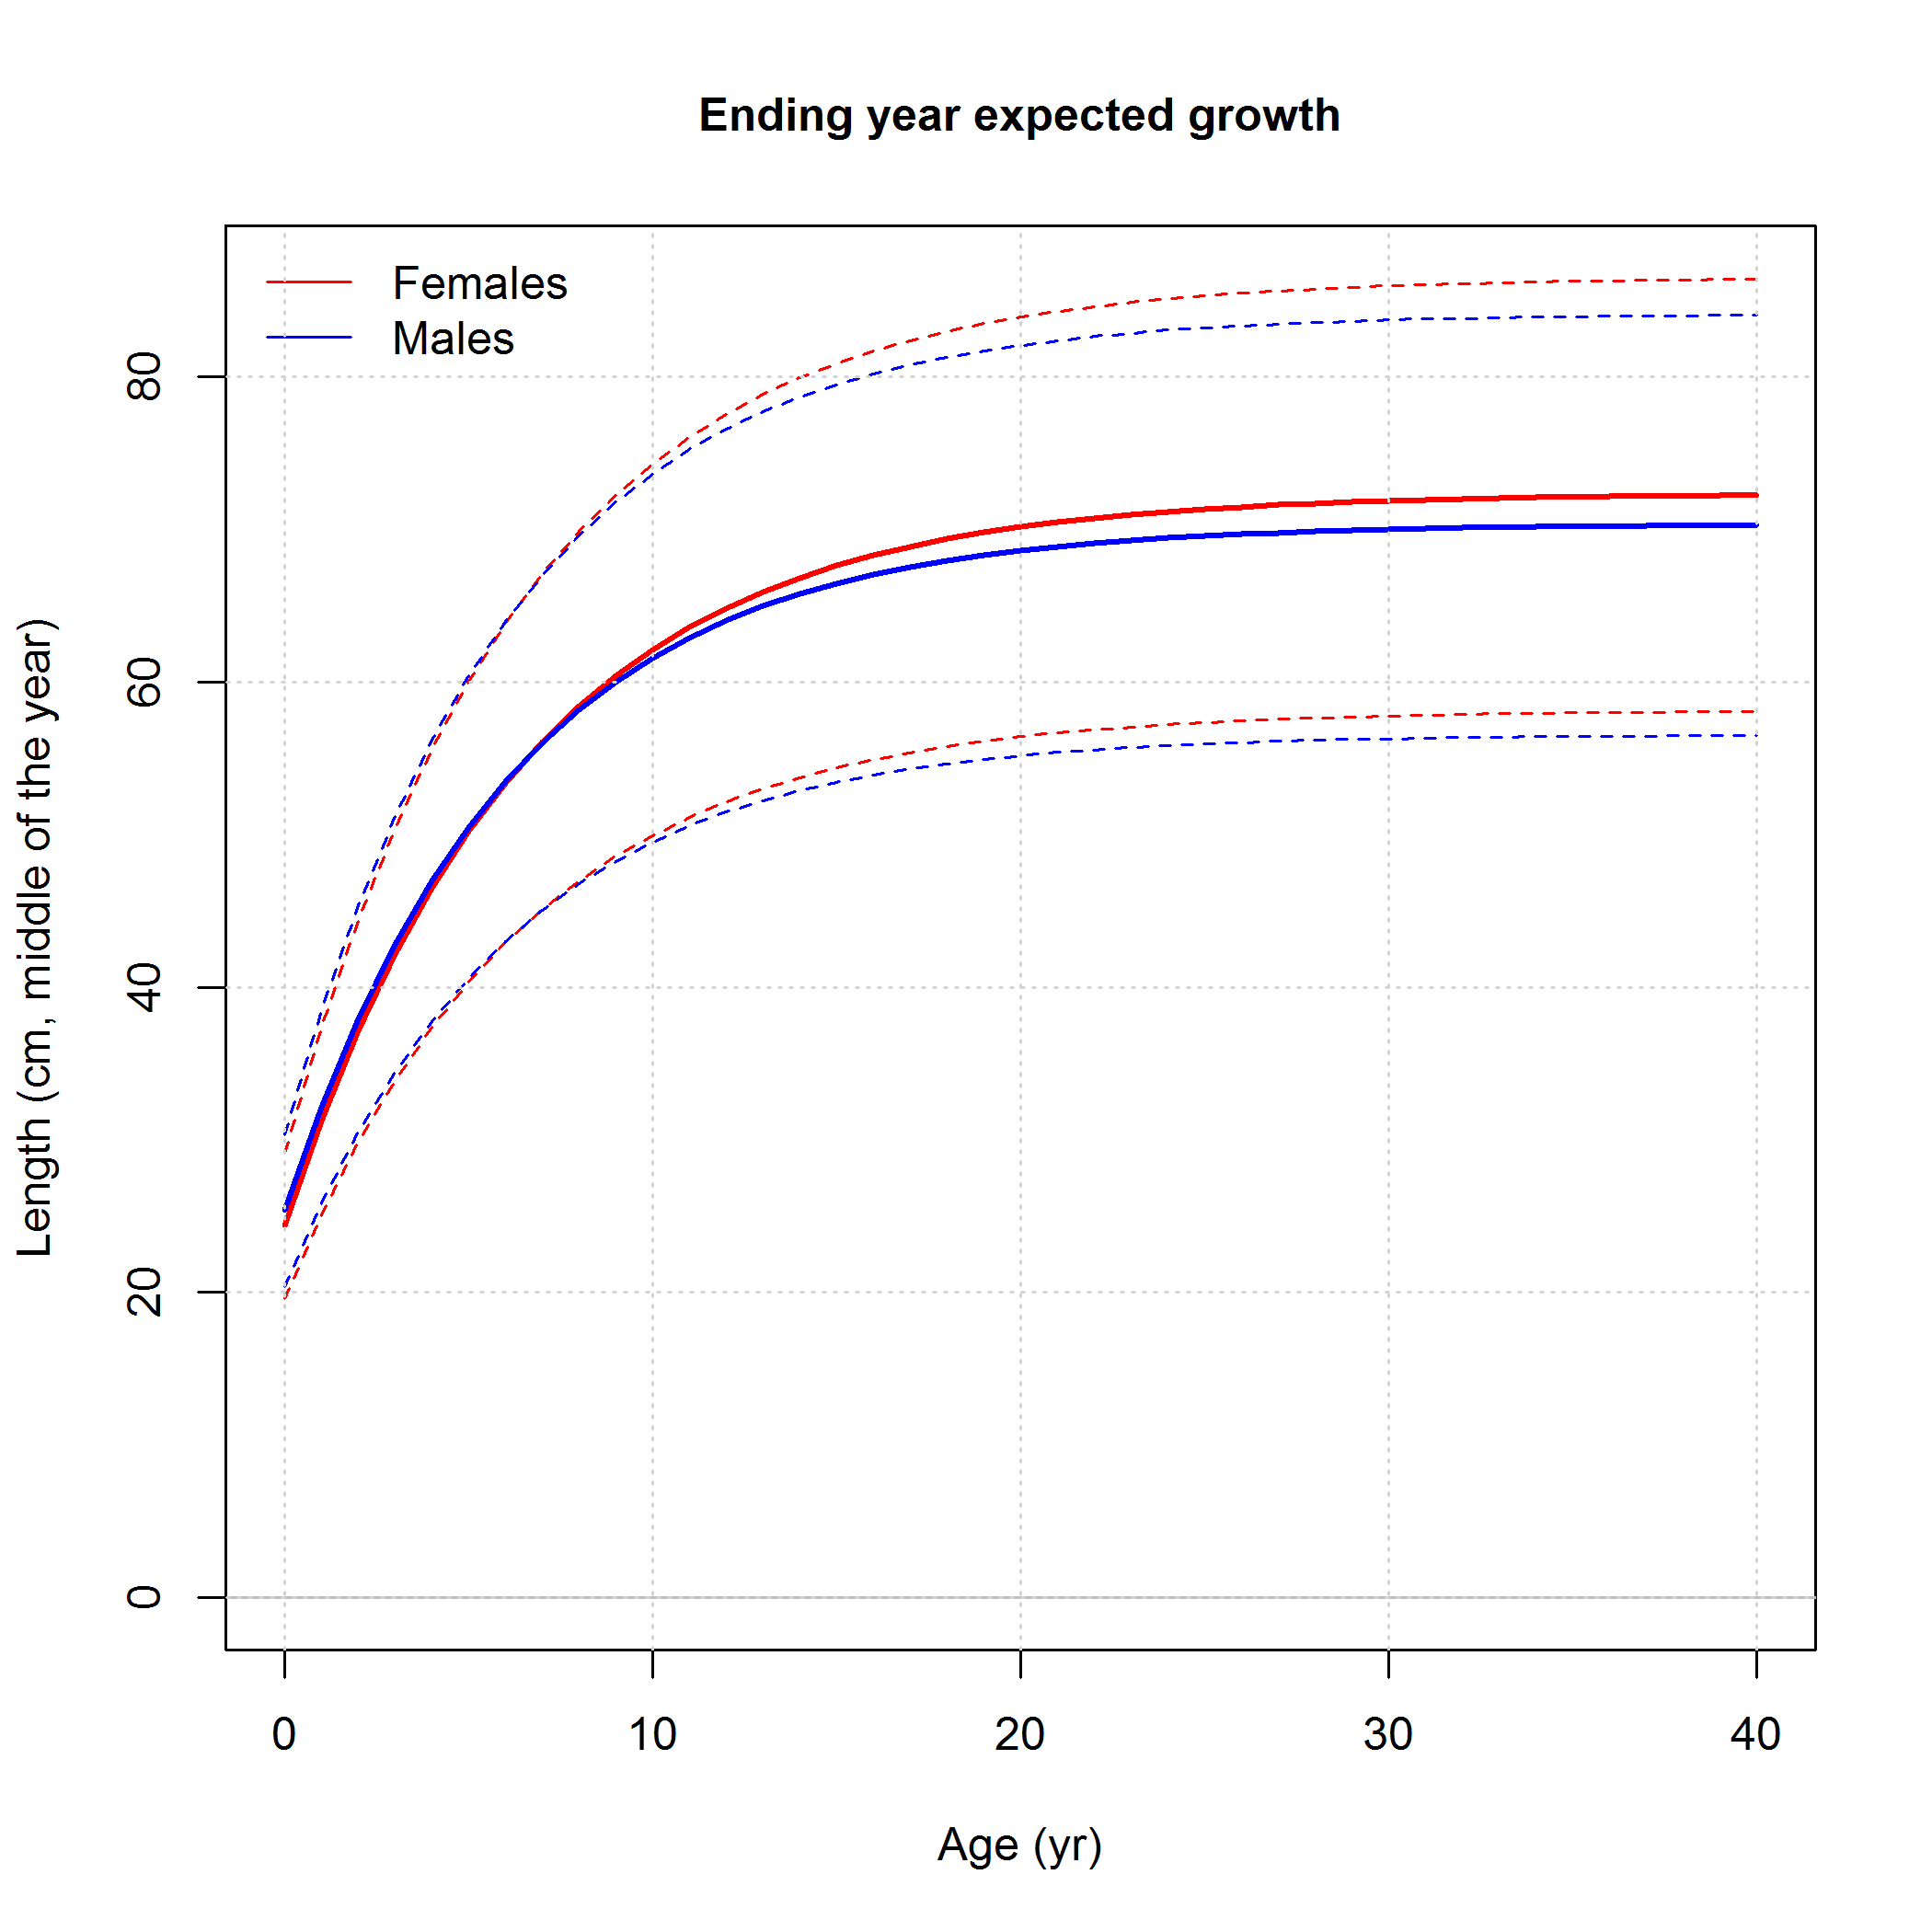 Ending year expected growth
Females
Males
Length (cm, middle of the year)
80
60
40
20
0
0 10 20 30 40
Age (yr)